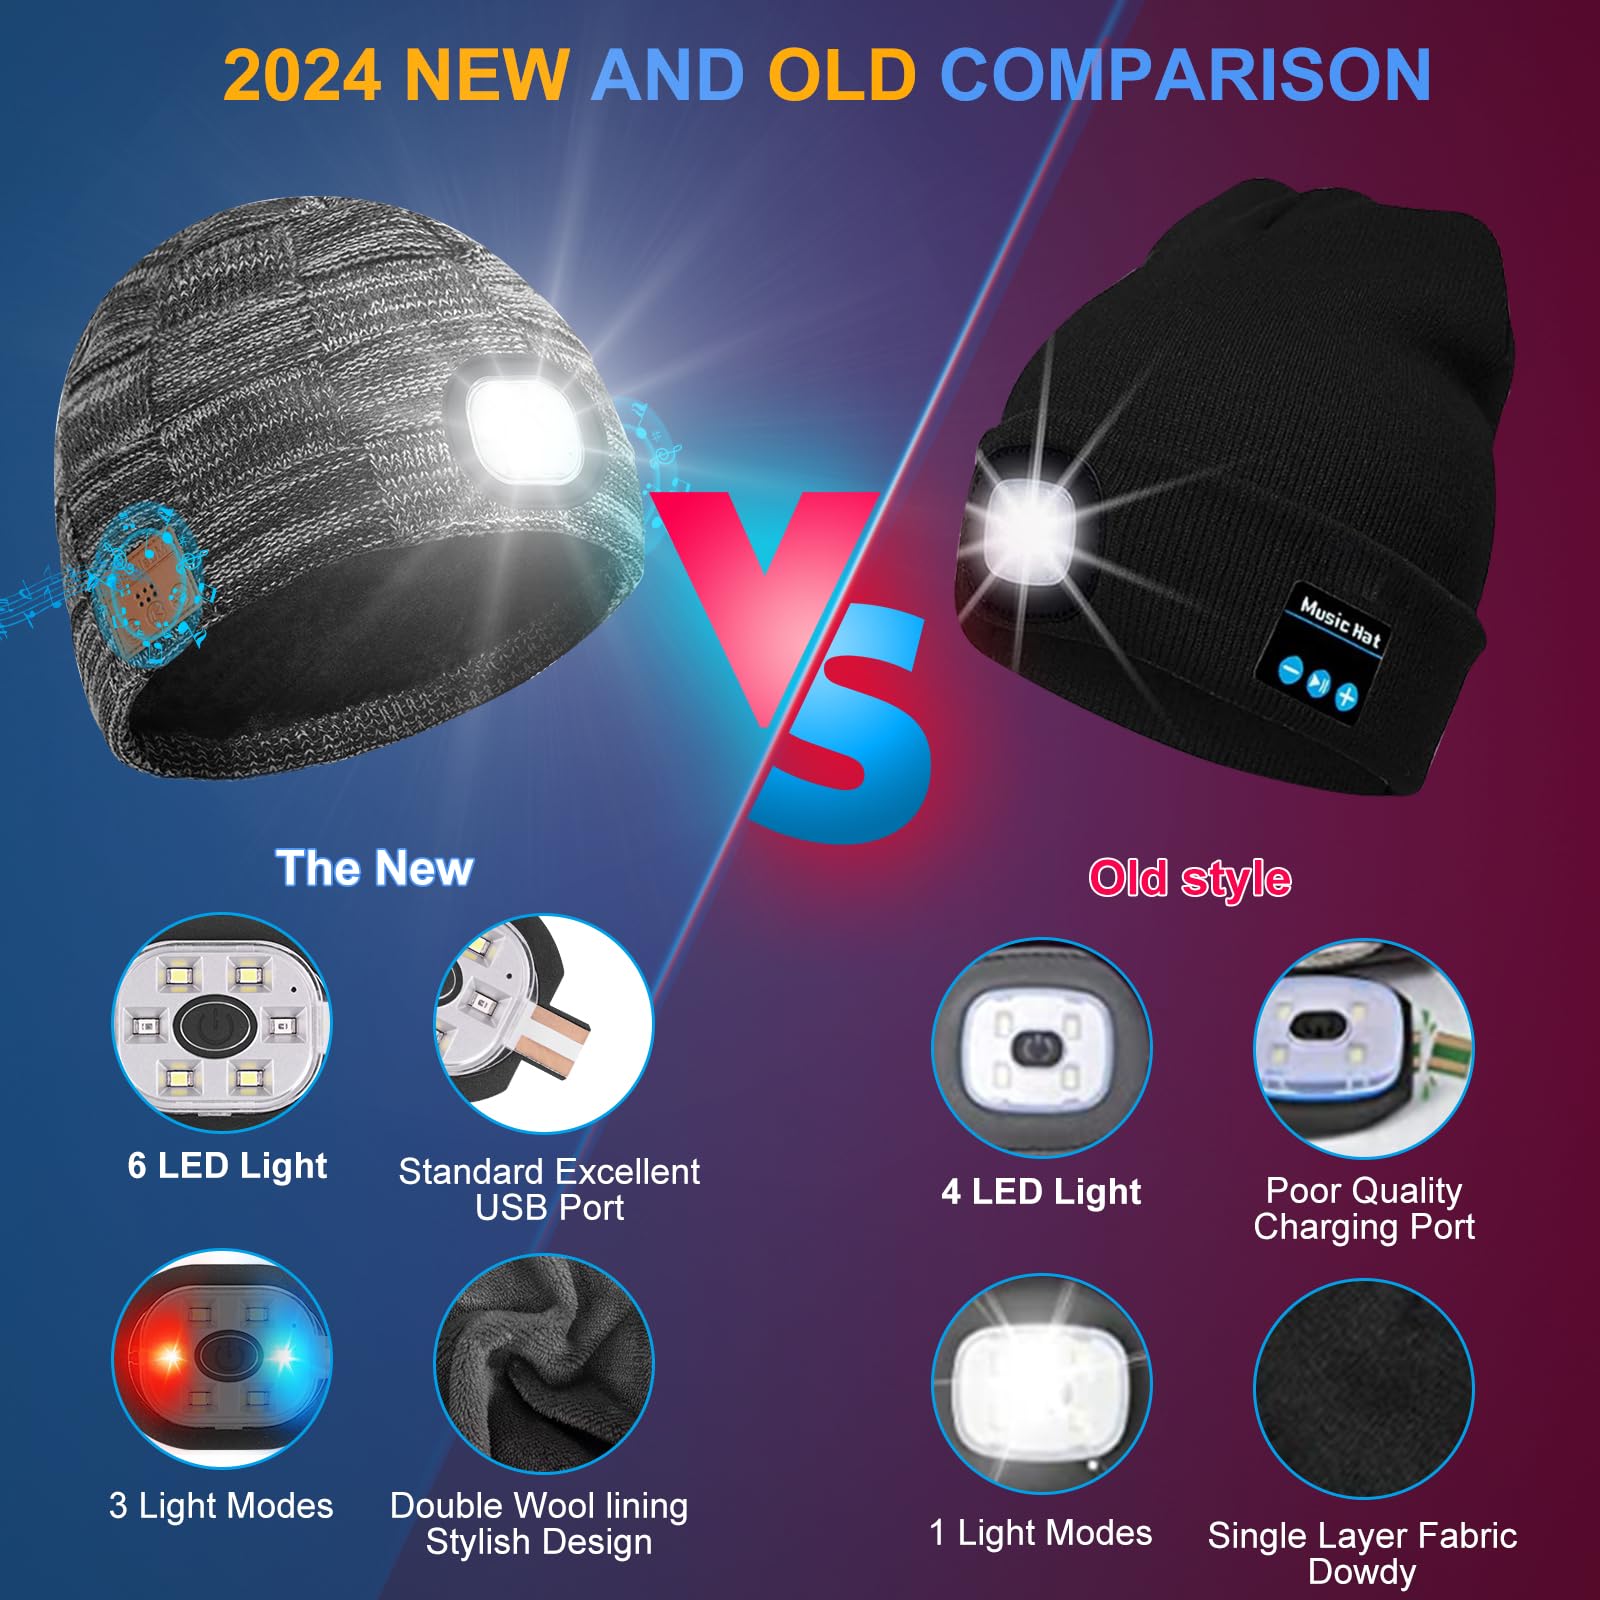 2024 NEW AND OLD COMPARISON
VS
Music Hat
The New
Old style
6 LED Light
Standard Excellent
USB Port
4 LED Light
Poor Quality
Charging Port
3 Light Modes
Double Wool lining
Stylish Design
1 Light Modes
Single Layer Fabric
Dowdy